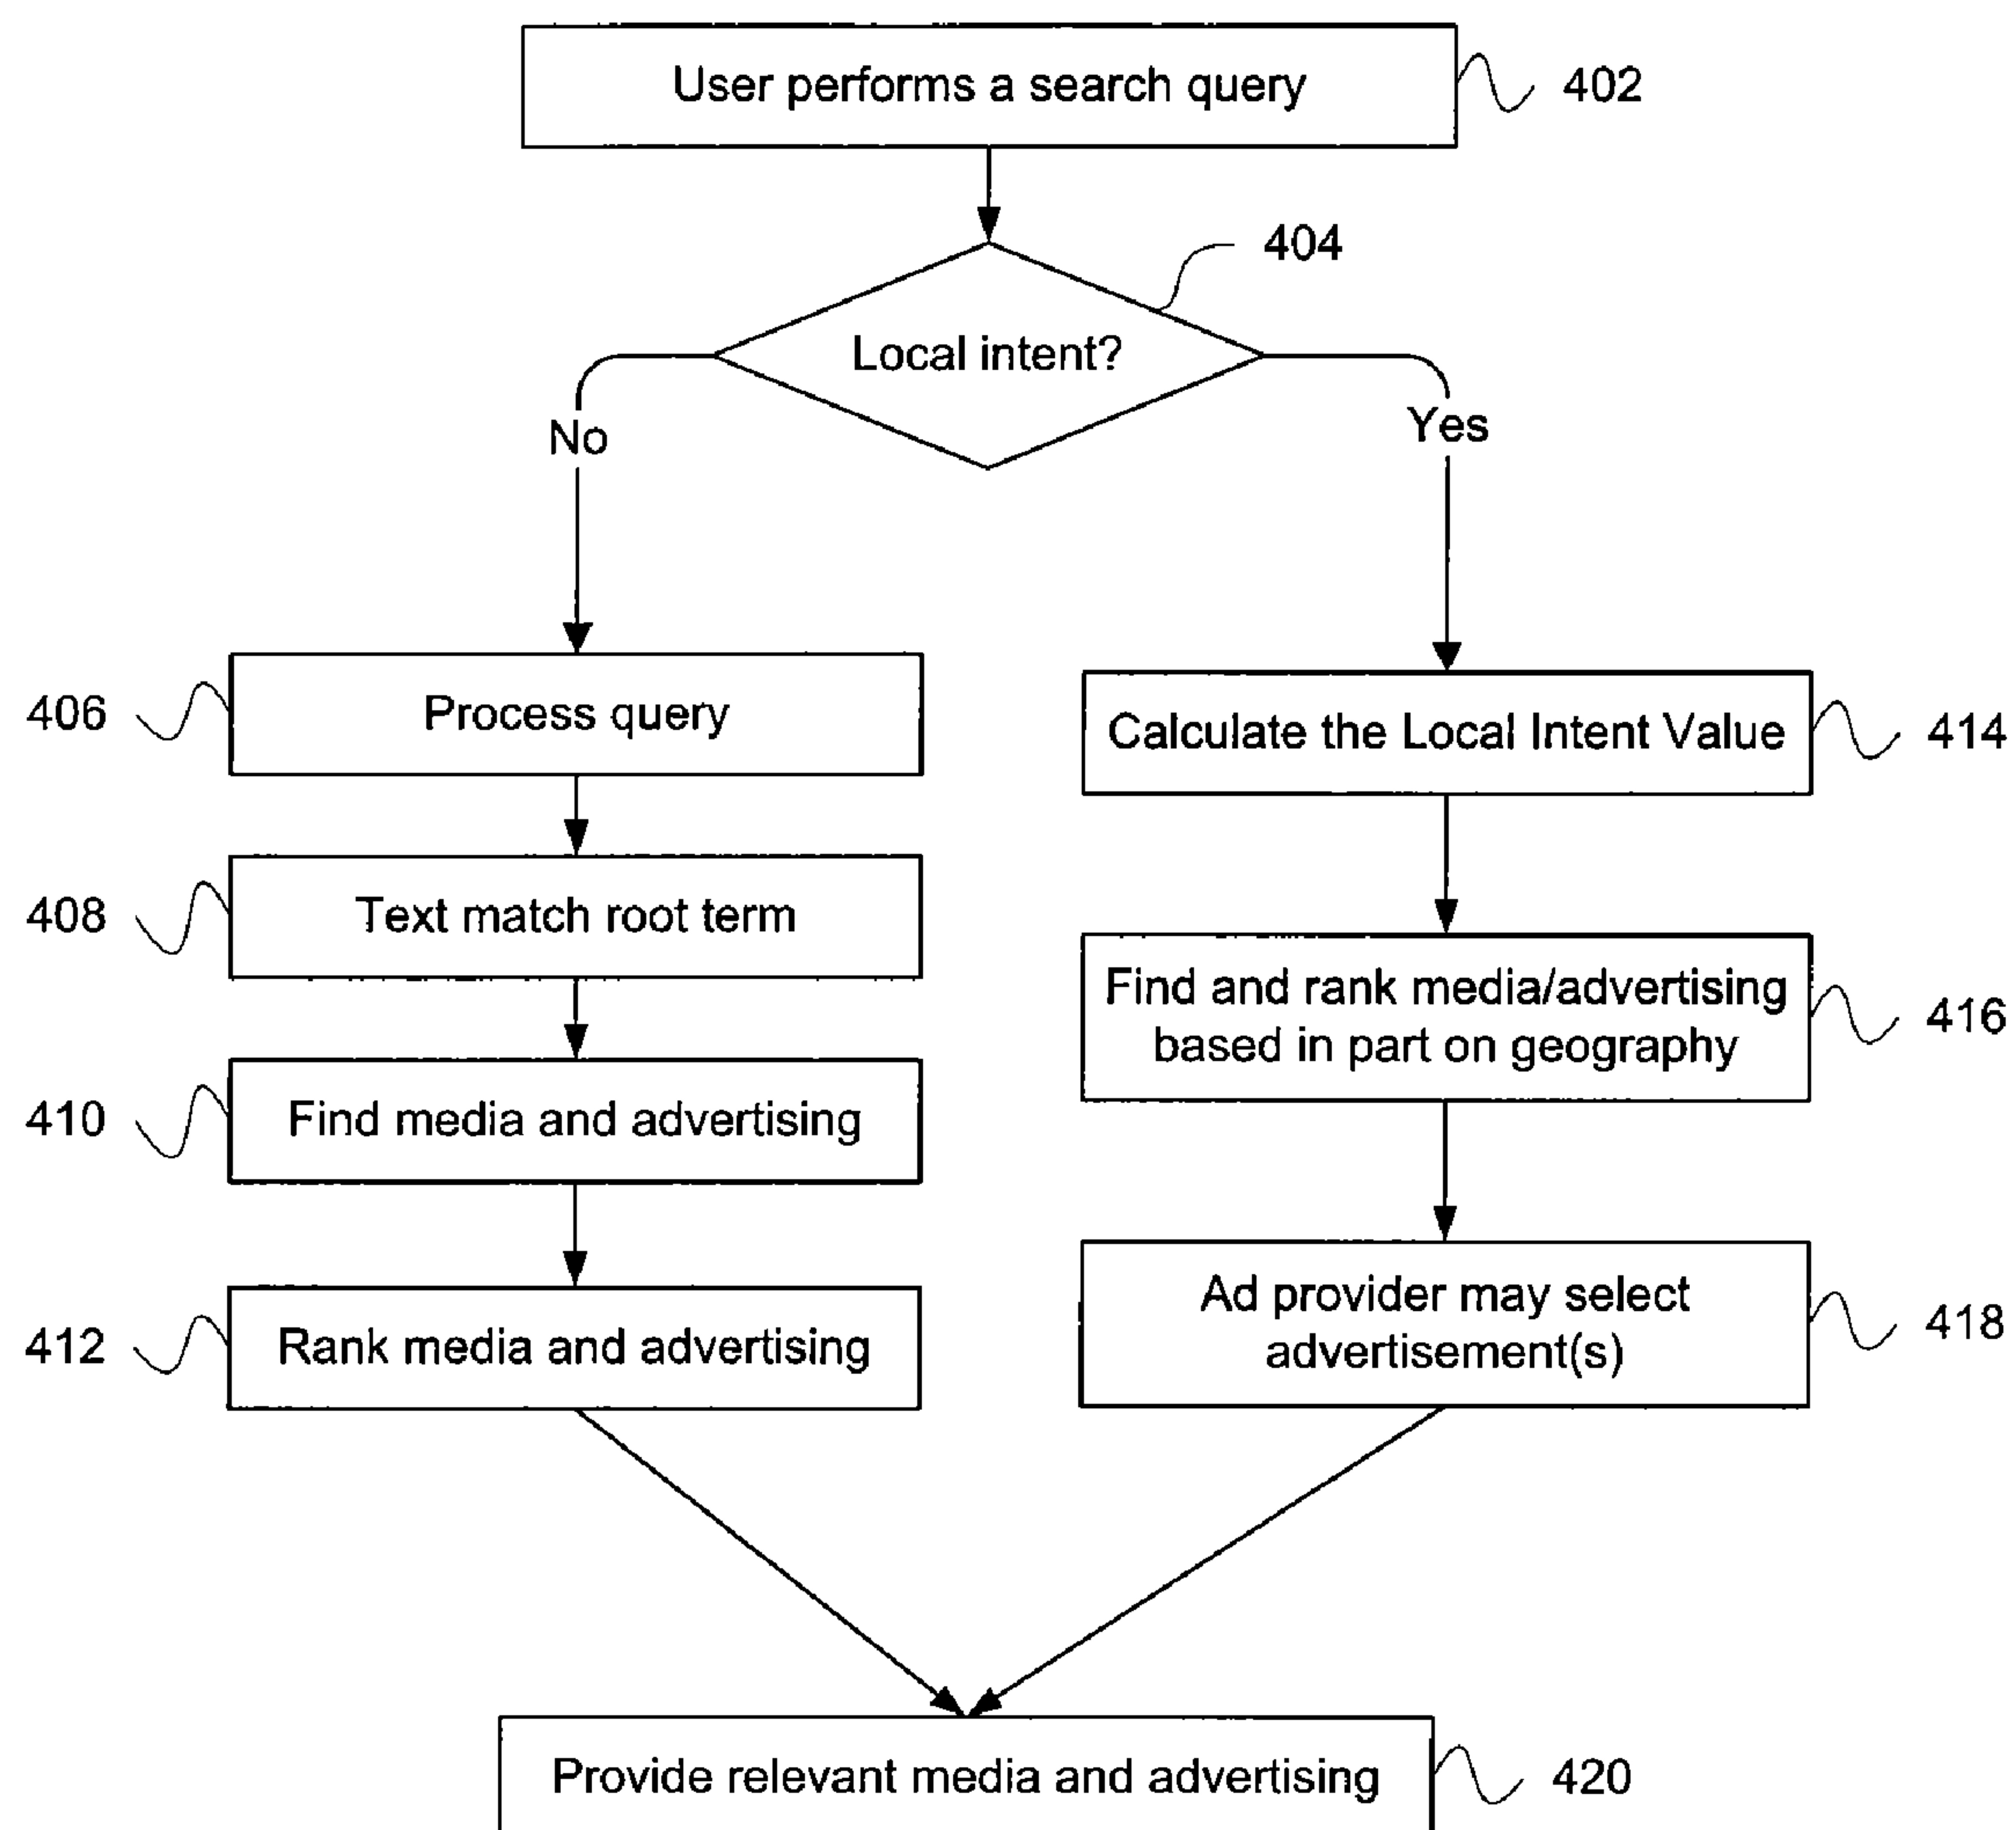 User performs a search query
402
404
Local intent?
No
Yes
406
Process query
Calculate the Local Intent Value
414
408
Text match root term
Find and rank media/advertising
based in part on geography
416
410
Find media and advertising
Ad provider may select
advertisement(s)
418
412
Rank media and advertising
Provide relevant media and advertising
420